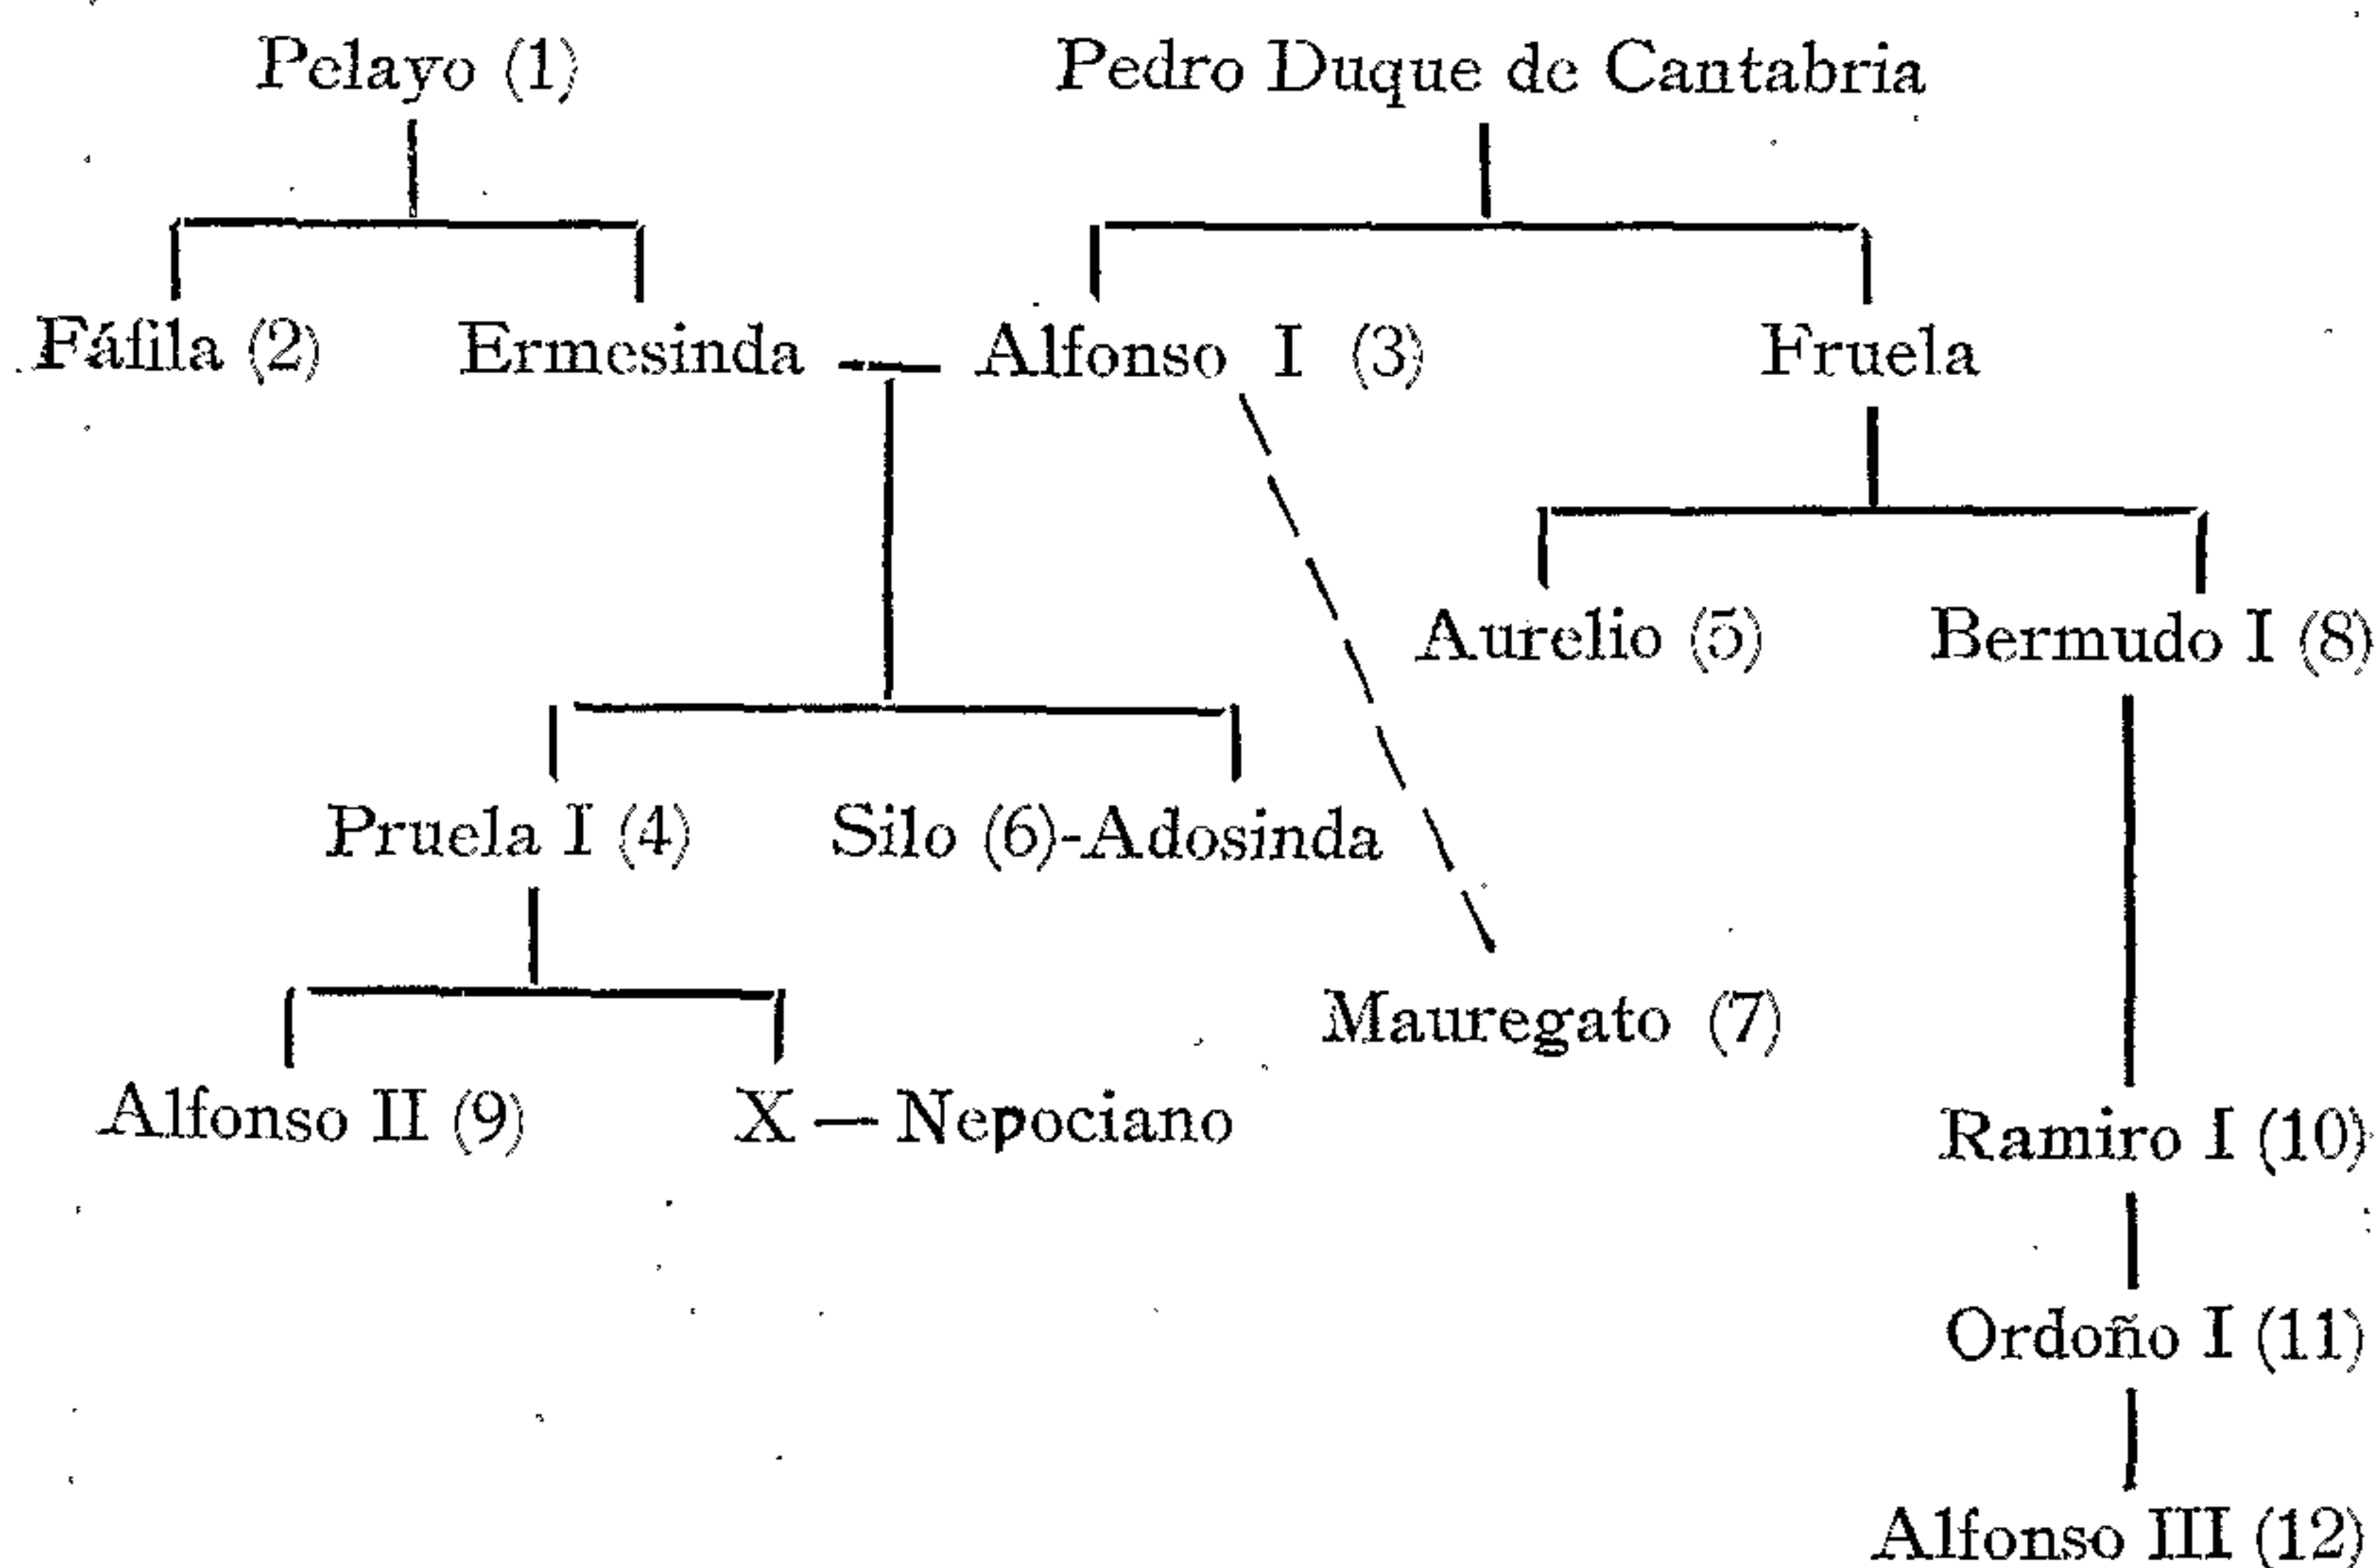 Pelayo (1) Pedro Duque de Cantabria
Fáfila (2) Ermesinda — Alfonso I (3) Fruela
Aurelio (5) Bermudo I (8)
Pruela I (4) Silo (6)-Adosinda
Mauregato (7)
Alfonso II (9) X — Nepociano
Ramiro I (10)
Ordoño I (11)
Alfonso III (12)